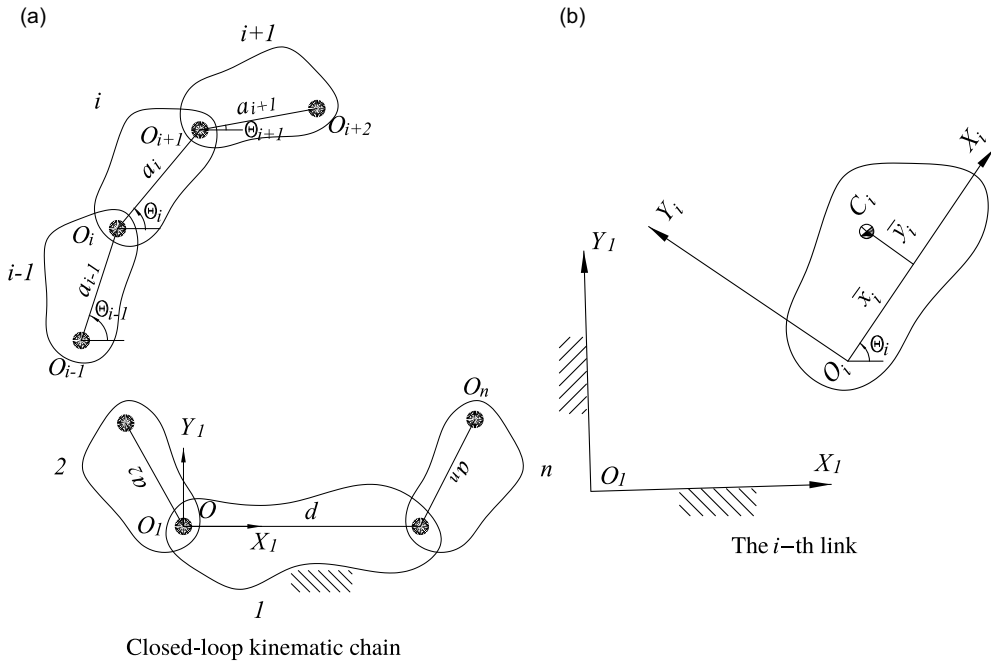 (a)
i+1
i
a_{i+1}
O_{i+1}
Θ_{i+1}
O_{i+2}
a_i
Θ_i
O_i
i-1
a_{i-1}
Θ_{i-1}
O_{i-1}
O_n
Y_1
2
a_2
a_n
n
O_1
O
d
X_1
1
Closed-loop kinematic chain
(b)
X_i
Y_i
C_i
ȳ_i
Y_1
x̄_i
Θ_i
O_i
O_1
X_1
The i–th link